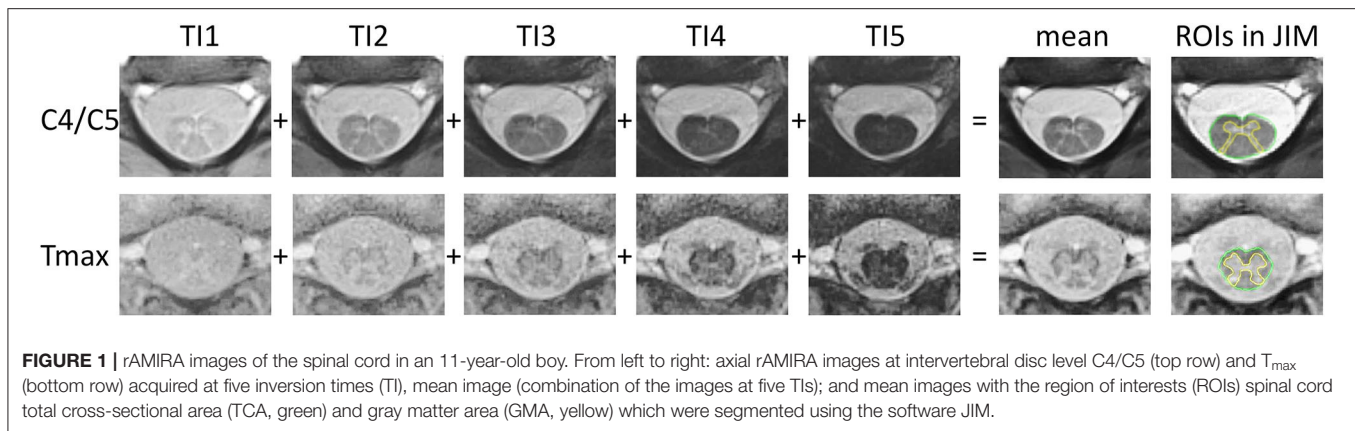 TI1 TI2 TI3 TI4 TI5 mean ROIs in JIM
C4/C5 + + + + =
Tmax + + + + =
FIGURE 1 | rAMIRA images of the spinal cord in an 11-year-old boy. From left to right: axial rAMIRA images at intervertebral disc level C4/C5 (top row) and Tmax
(bottom row) acquired at five inversion times (TI), mean image (combination of the images at five TIs); and mean images with the region of interests (ROIs) spinal cord
total cross-sectional area (TCA, green) and gray matter area (GMA, yellow) which were segmented using the software JIM.